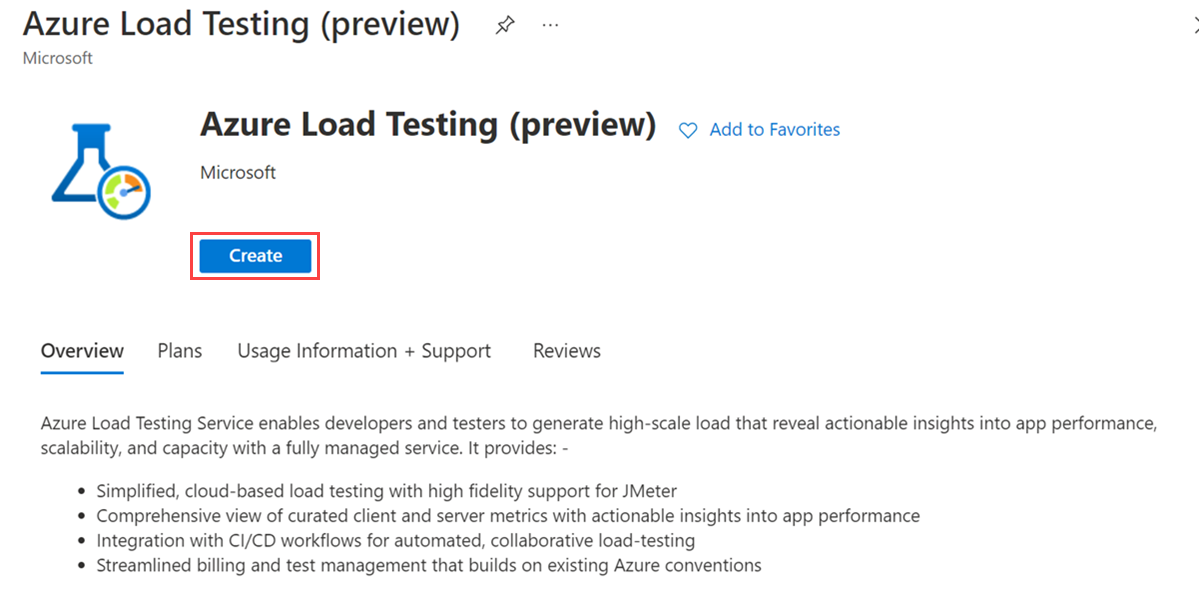 Azure Load Testing (preview)
Microsoft
Azure Load Testing (preview)
Add to Favorites
Microsoft
Create
Overview Plans Usage Information + Support Reviews
Azure Load Testing Service enables developers and testers to generate high-scale load that reveal actionable insights into app performance,
scalability, and capacity with a fully managed service. It provides: -
• Simplified, cloud-based load testing with high fidelity support for JMeter
• Comprehensive view of curated client and server metrics with actionable insights into app performance
• Integration with CI/CD workflows for automated, collaborative load-testing
• Streamlined billing and test management that builds on existing Azure conventions